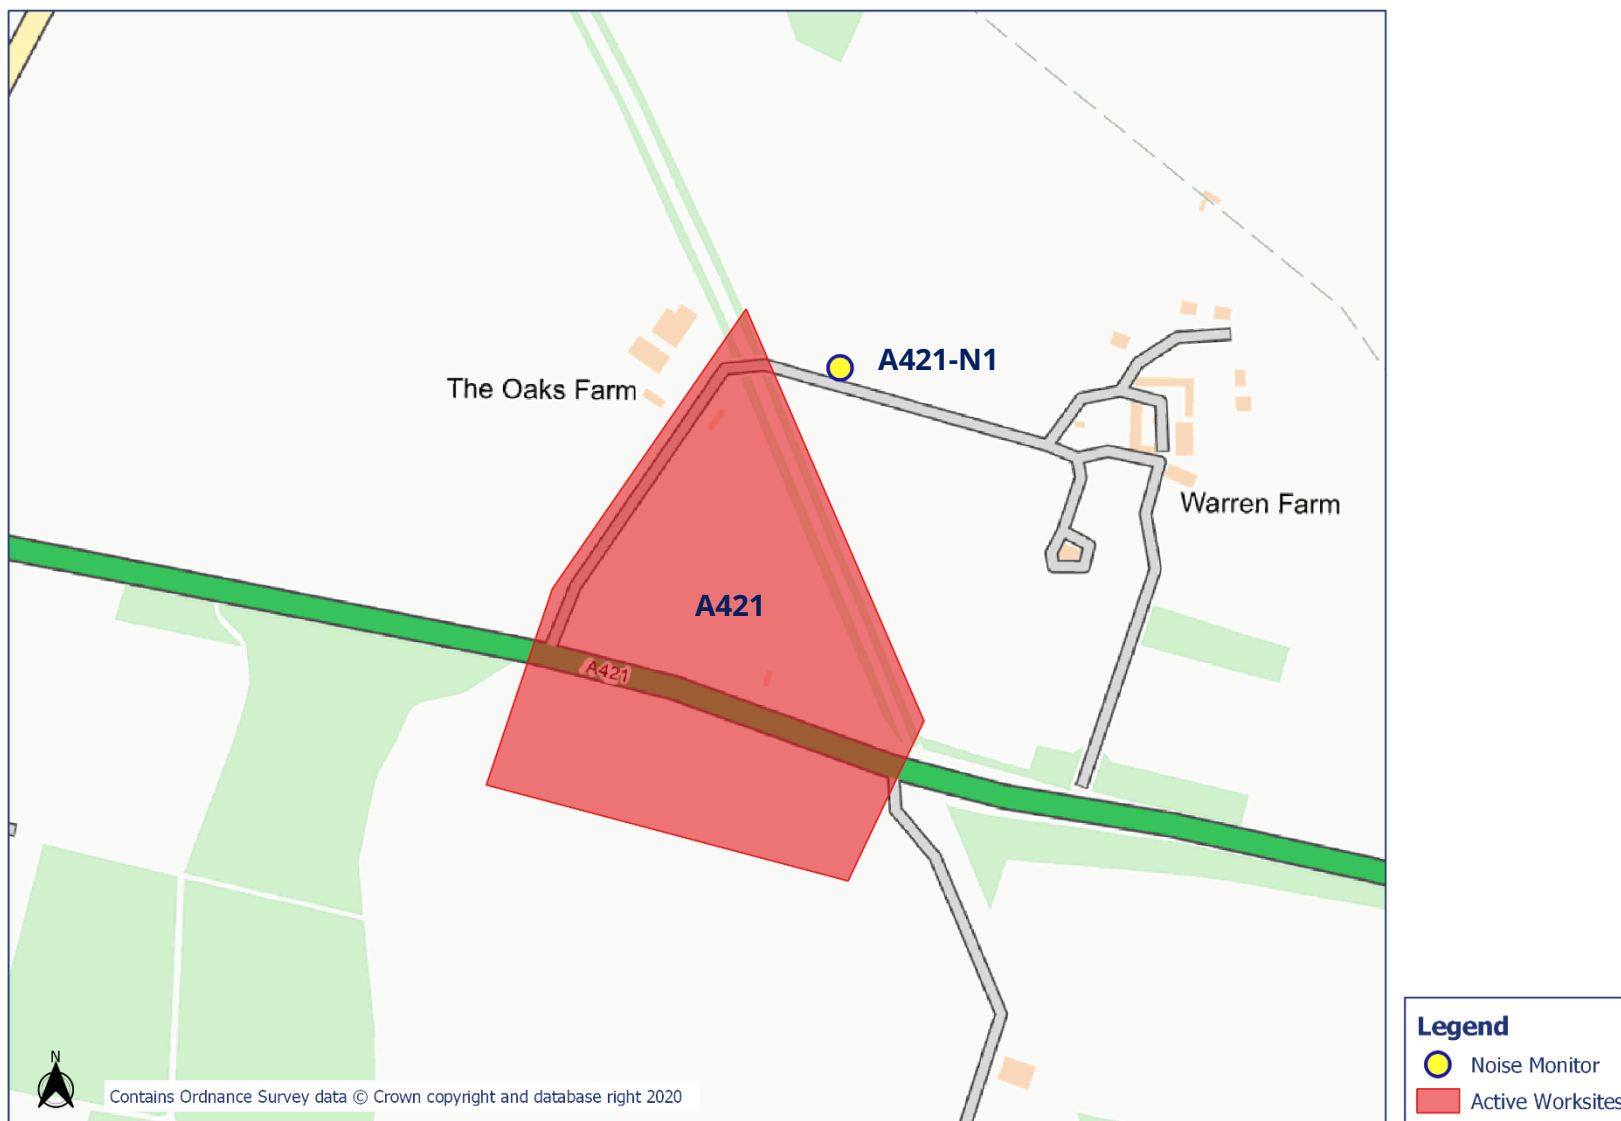 A421-N1
The Oaks Farm
Warren Farm
A421
A421
N
Contains Ordnance Survey data © Crown copyright and database right 2020
Legend
Noise Monitor
Active Worksites